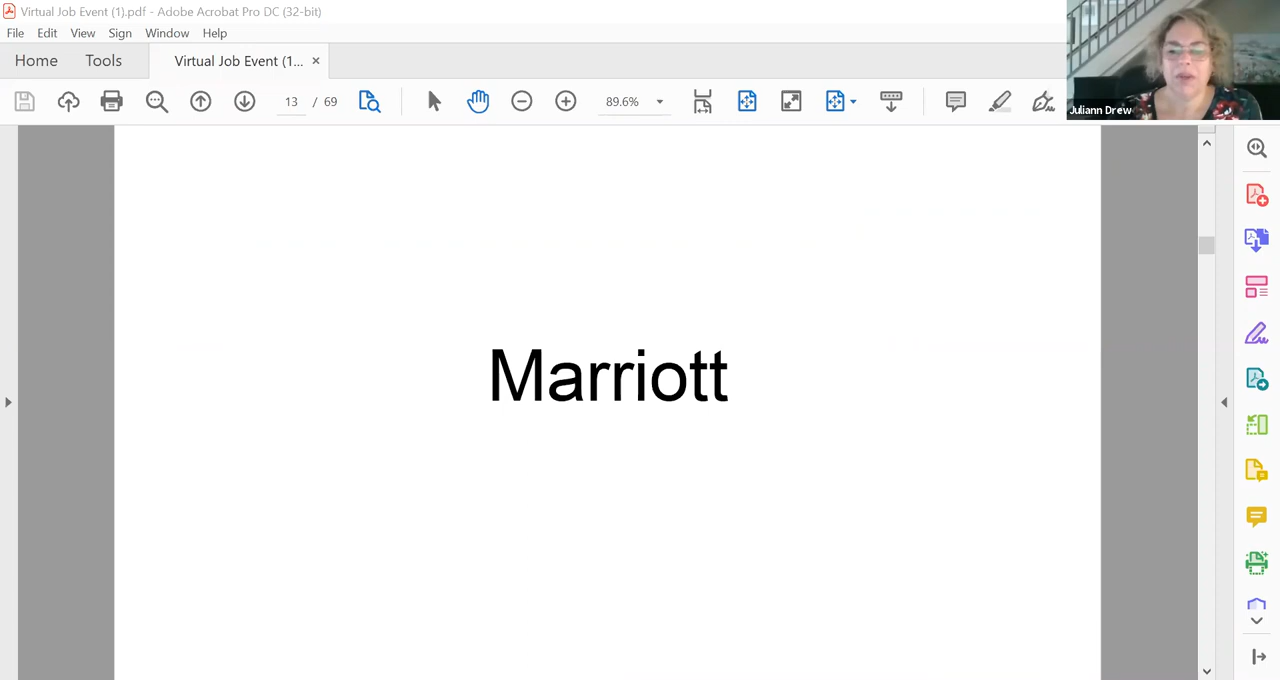 Virtual Job Event (1).pdf - Adobe Acrobat Pro DC (32-bit)
File Edit View Sign Window Help
Home Tools Virtual Job Event (1... ×
13 / 69 89.6%
Juliann Drew
Marriott